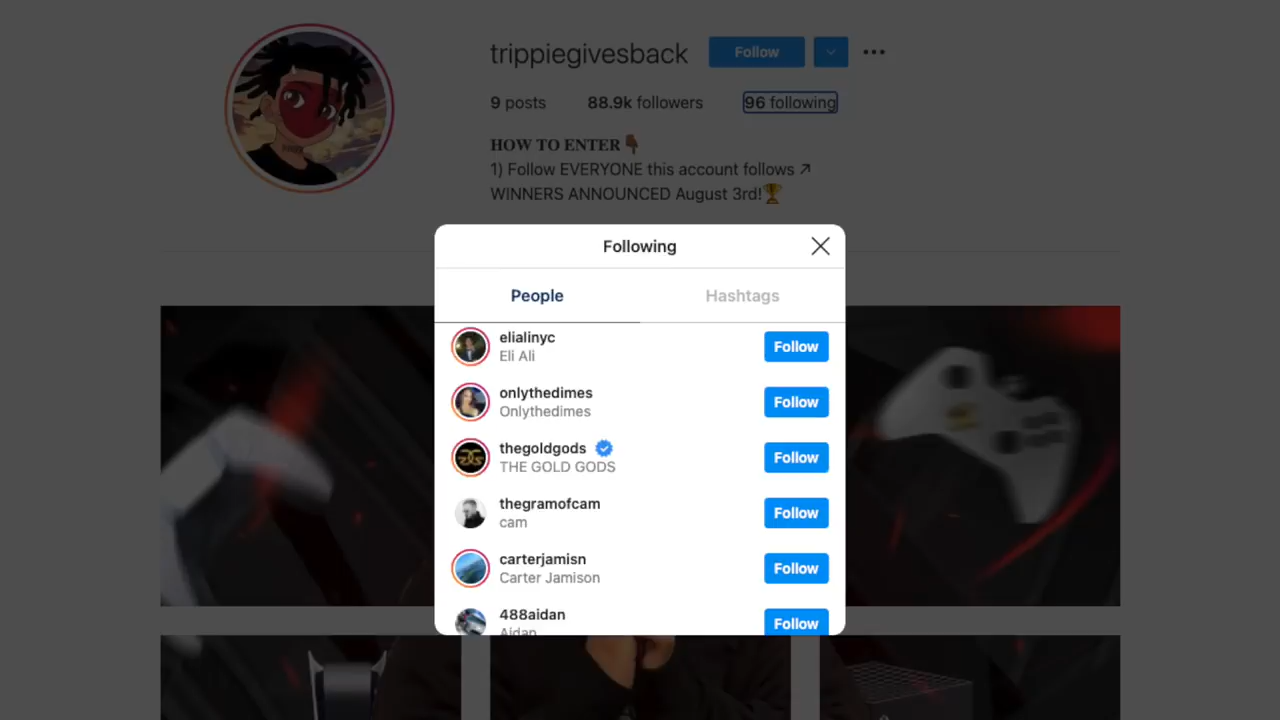 trippiegivesback Follow
9 posts 88.9k followers 96 following
HOW TO ENTER👇🏾
1) Follow EVERYONE this account follows ↗
WINNERS ANNOUNCED August 3rd!🏆
Following
People Hashtags
elialinyc
Eli Ali
Follow
onlythedimes
Onlythedimes
Follow
thegoldgods
THE GOLD GODS
Follow
thegramofcam
cam
Follow
carterjamisn
Carter Jamison
Follow
488aidan
Aidan
Follow